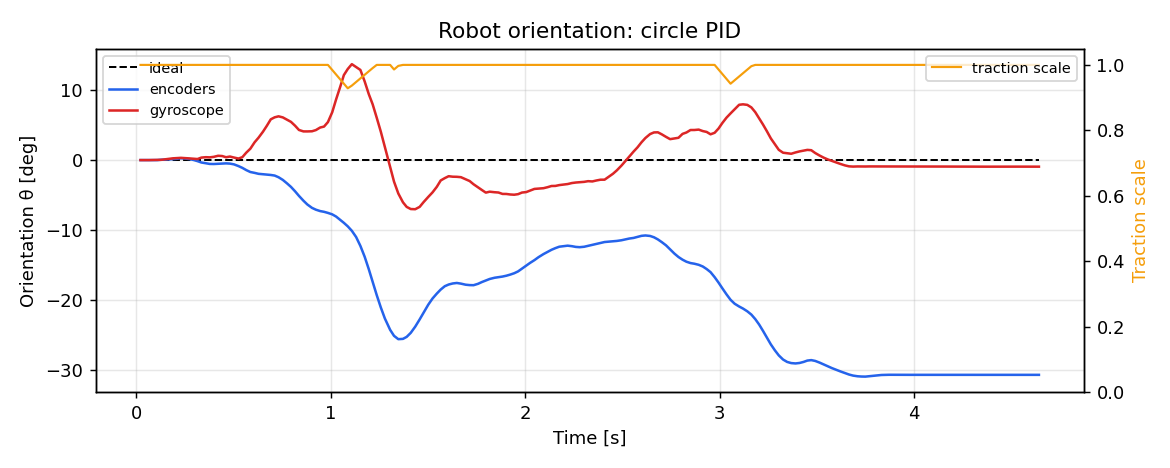 Robot orientation: circle PID
ideal
encoders
gyroscope
traction scale
Orientation θ [deg]
10
0
−10
−20
−30
1.0
0.8
0.6
0.4
0.2
0.0
Traction scale
0
1
2
3
4
Time [s]